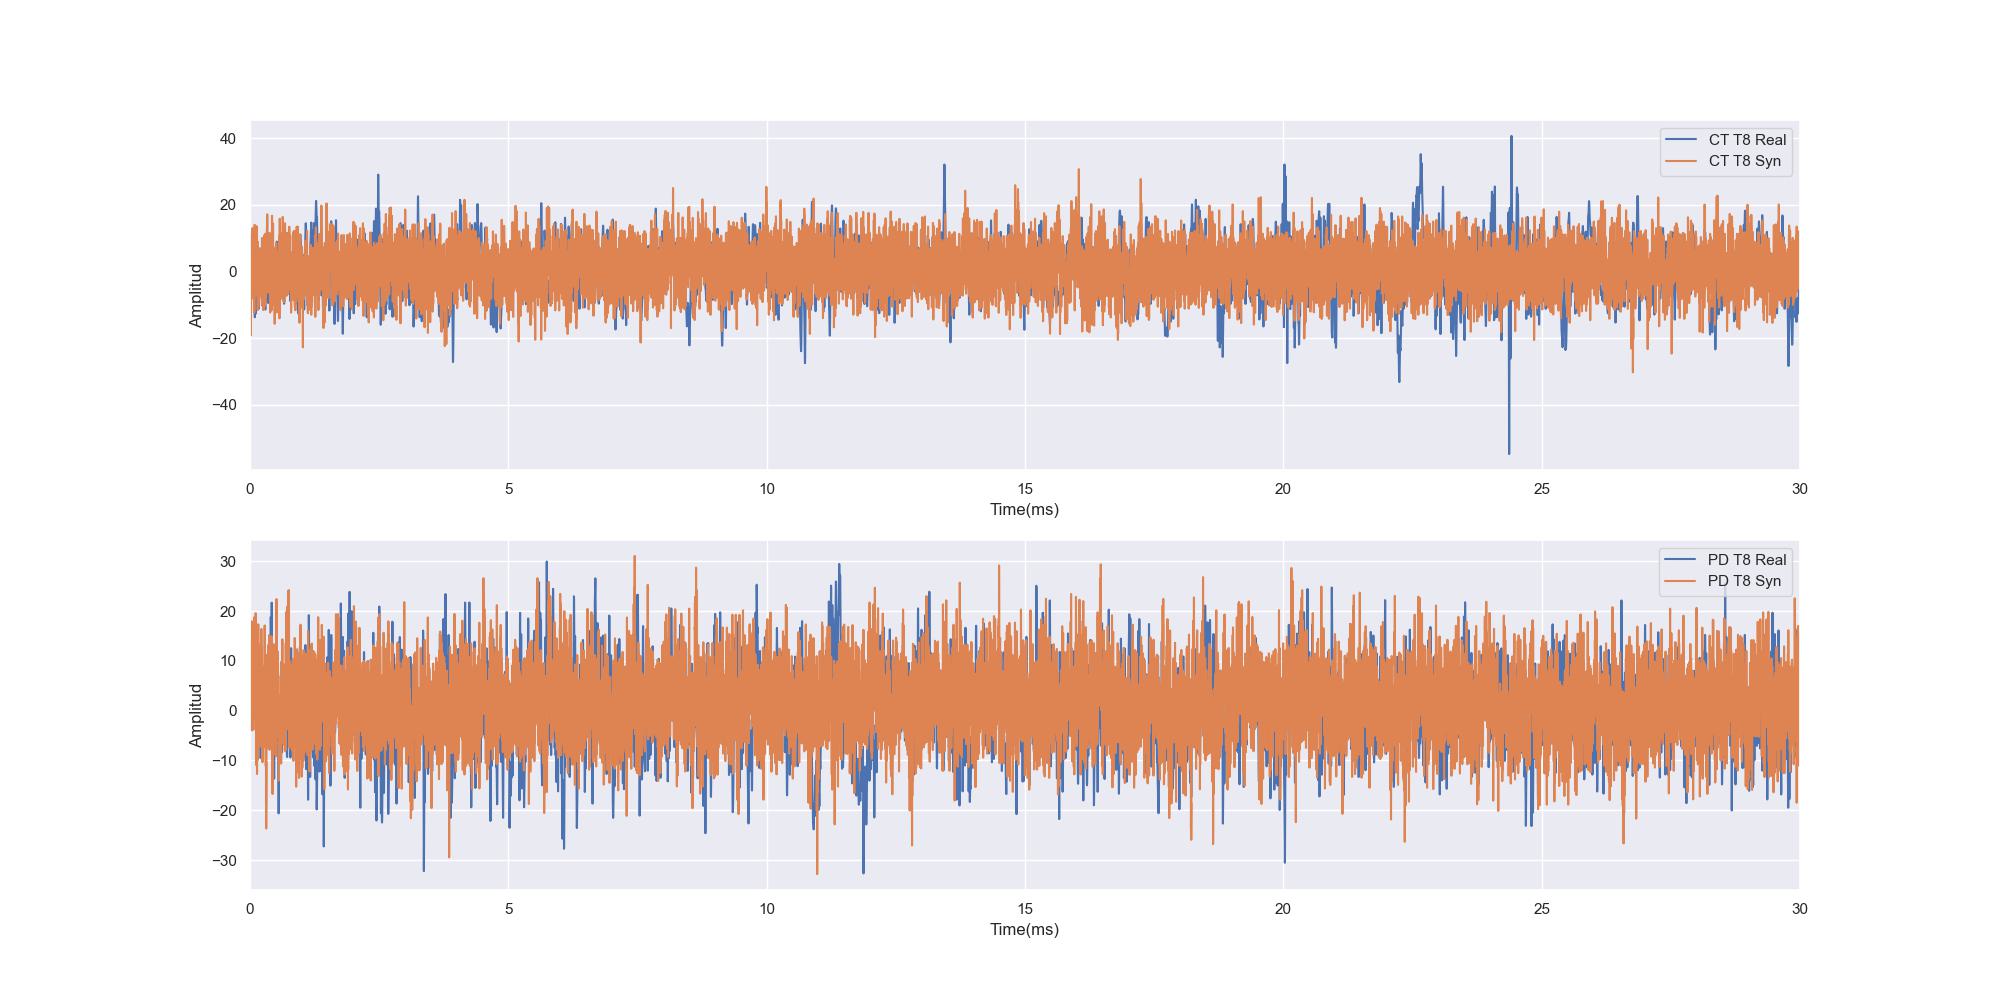 40
20
0
−20
−40
Amplitud
CT T8 Real
CT T8 Syn
0 5 10 15 20 25 30
Time(ms)
30
20
10
0
−10
−20
−30
Amplitud
PD T8 Real
PD T8 Syn
0 5 10 15 20 25 30
Time(ms)